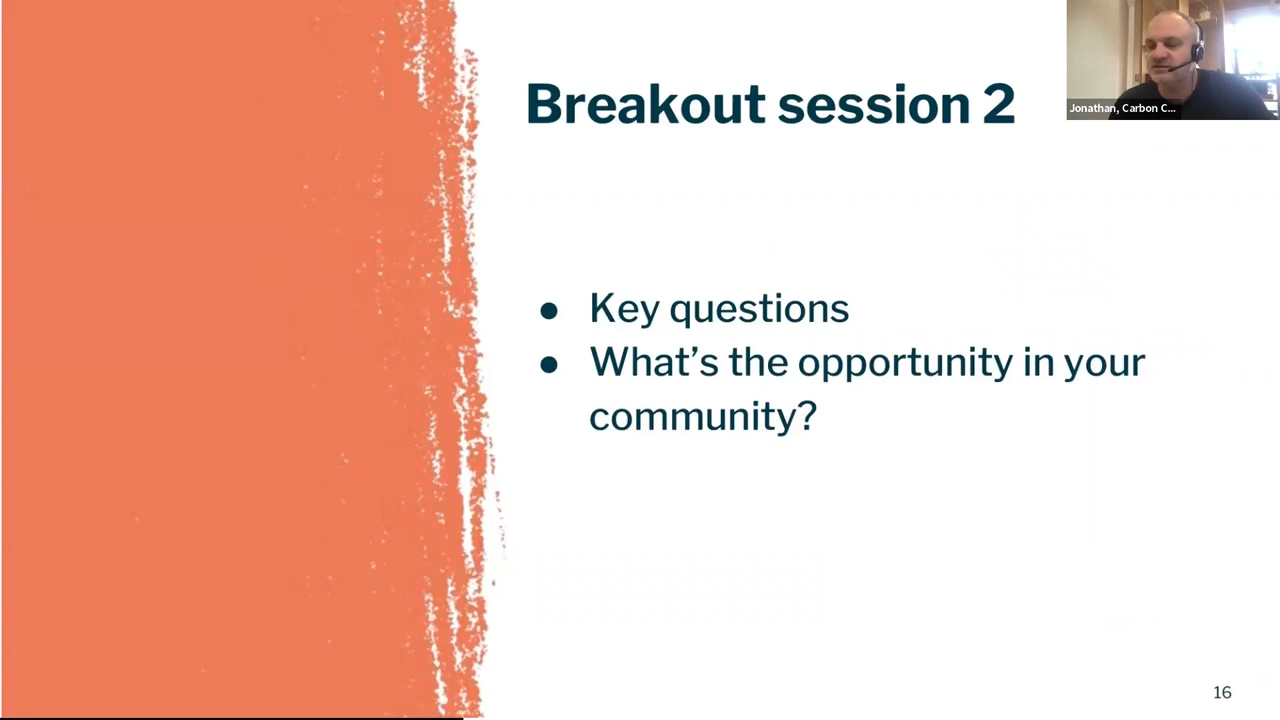 Breakout session 2
Jonathan, Carbon C...
● Key questions
● What’s the opportunity in your
community?
16